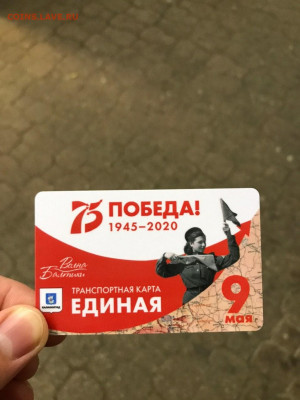 75 ПОБЕДА!
1945–2020
Волна
Балтики
ТРАНСПОРТНАЯ КАРТА
ЕДИНАЯ
9
мая